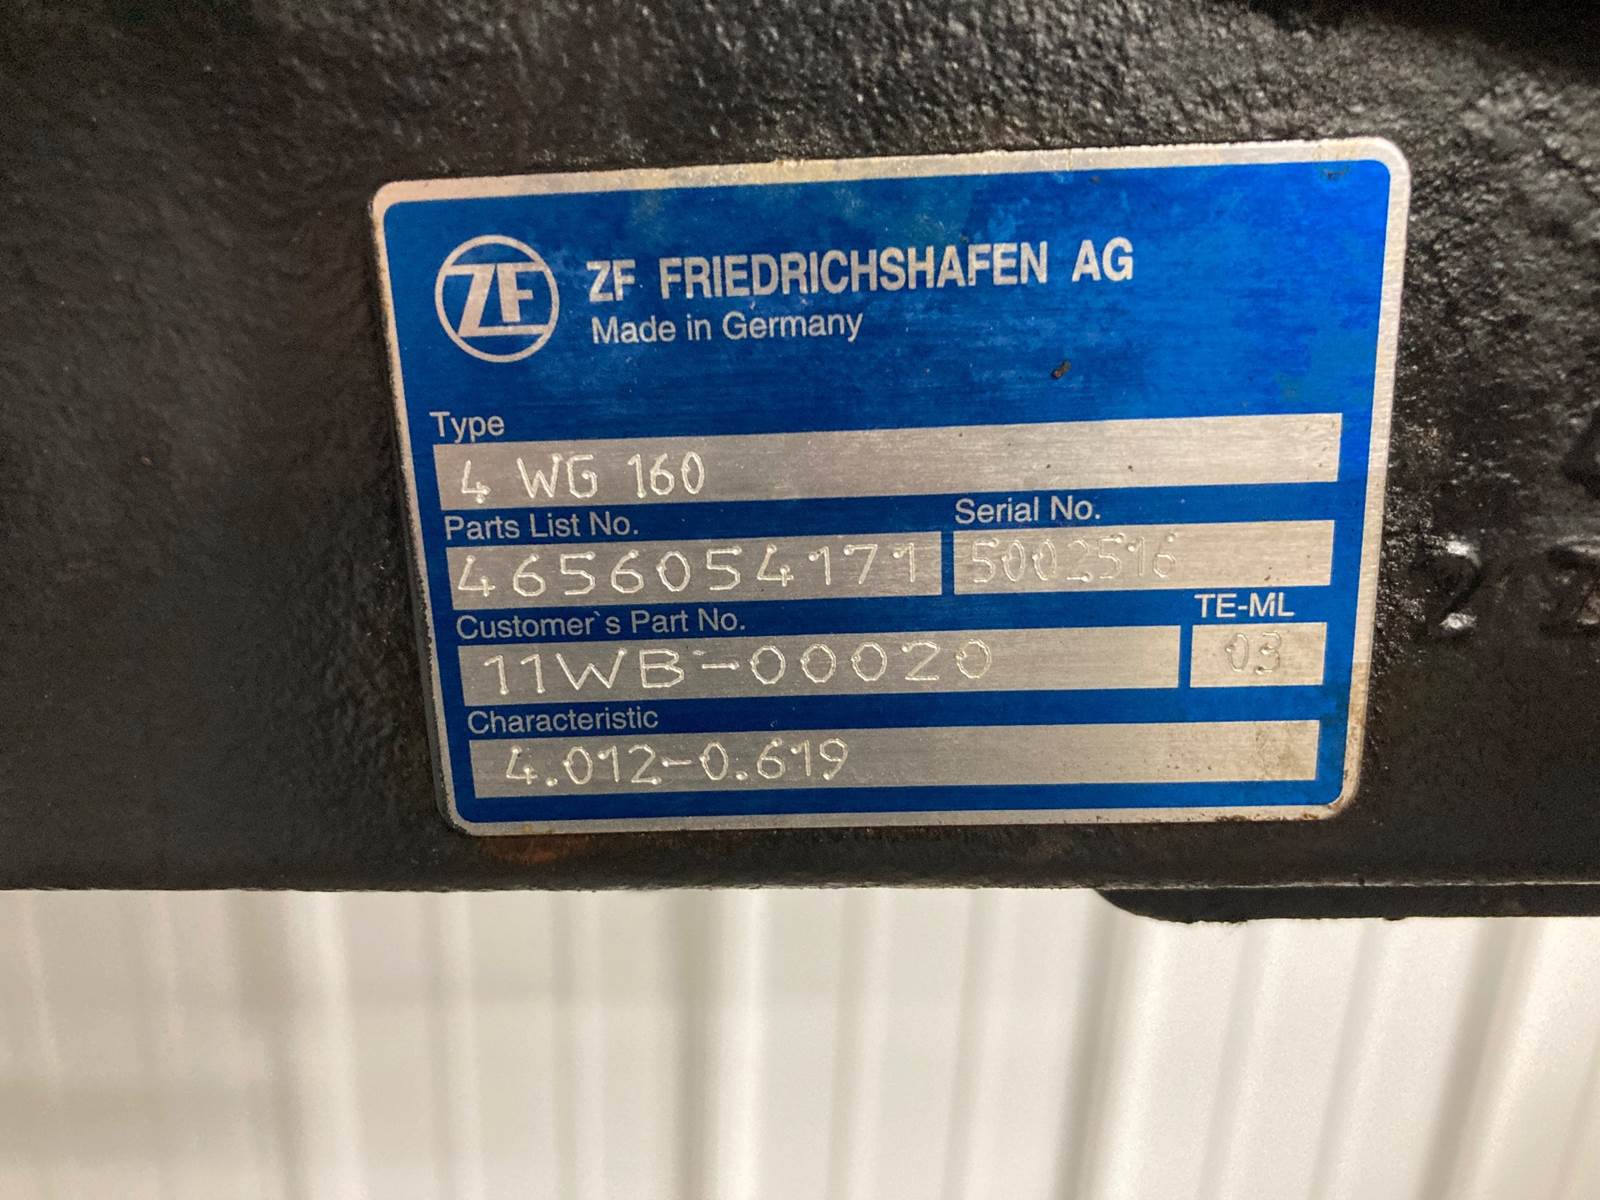 ZF ZF FRIEDRICHSHAFEN AG
Made in Germany
Type
4 WG 160
Parts List No. Serial No.
4656054171 5002516
Customer`s Part No. TE-ML
11WB-00020 03
Characteristic
4.012-0.619